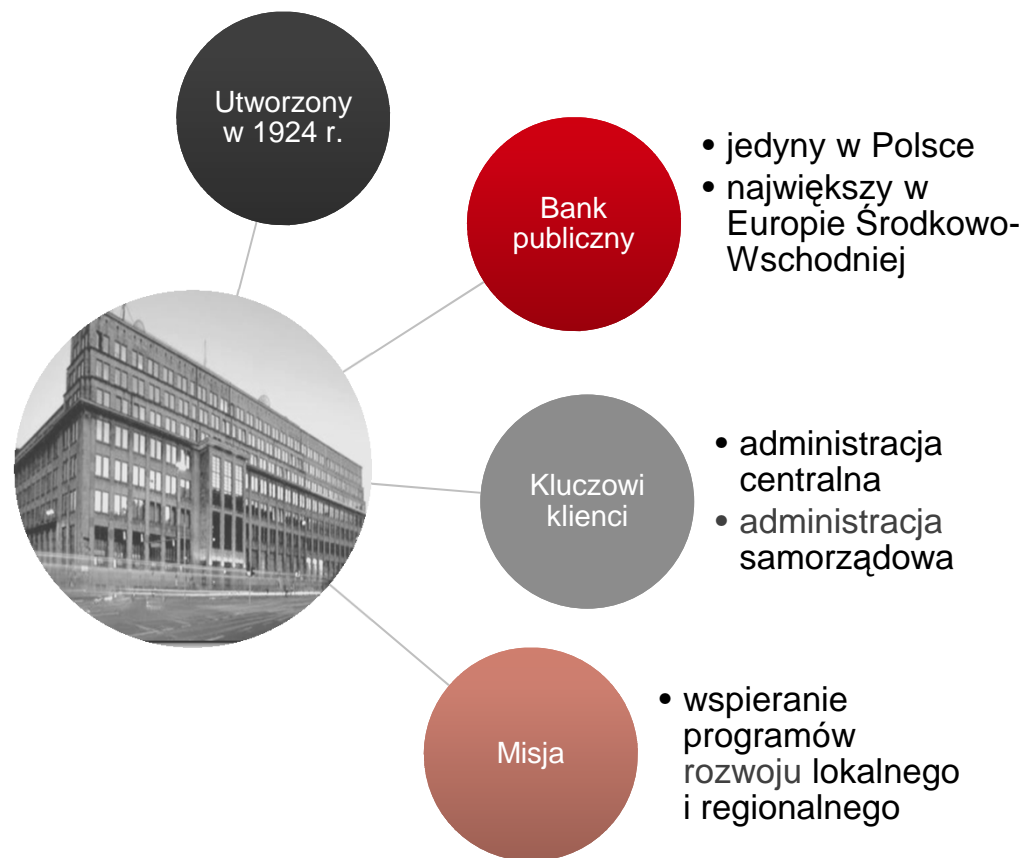 Utworzony
w 1924 r.
Bank
publiczny
• jedyny w Polsce
• największy w
Europie Środkowo-
Wschodniej
Kluczowi
klienci
• administracja
centralna
• administracja
samorządowa
Misja
• wspieranie
programów
rozwoju lokalnego
i regionalnego